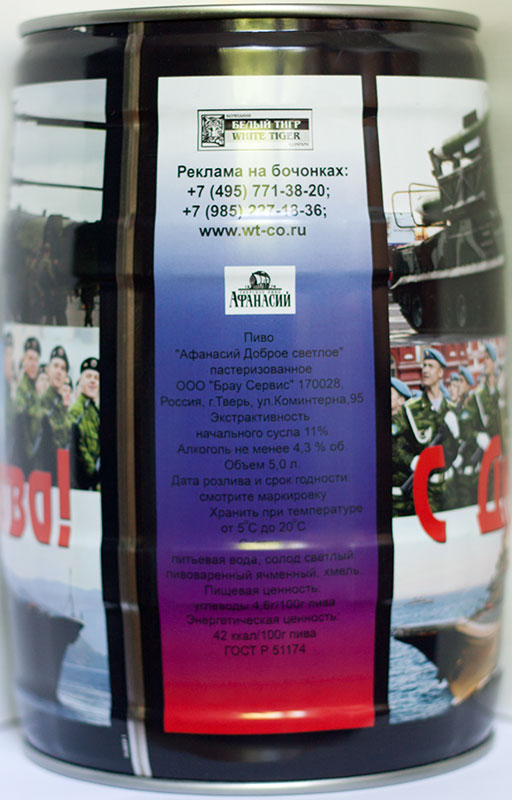 КОМПАНИЯ
БЕЛЫЙ ТИГР
WHITE TIGER
COMPANY
Реклама на бочонках:
+7 (495) 771-38-20;
+7 (985) 227-13-36;
www.wt-co.ru
АФАНАСИЙ
Пиво
"Афанасий Доброе светлое"
пастеризованное
ООО "Брау Сервис" 170028,
Россия, г.Тверь, ул.Коминтерна,95
Экстрактивность
начального сусла 11%
Алкоголь не менее 4,3 % об.
Объем 5,0 л.
Дата розлива и срок годности
смотрите маркировку
Хранить при температуре
от 5°С до 20°С
питьевая вода, солод светлый,
пивоваренный ячменный, хмель.
Пищевая ценность:
углеводы 4,6г/100г пива
Энергетическая ценность:
42 ккал/100г пива
ГОСТ Р 51174
ва!
С Д